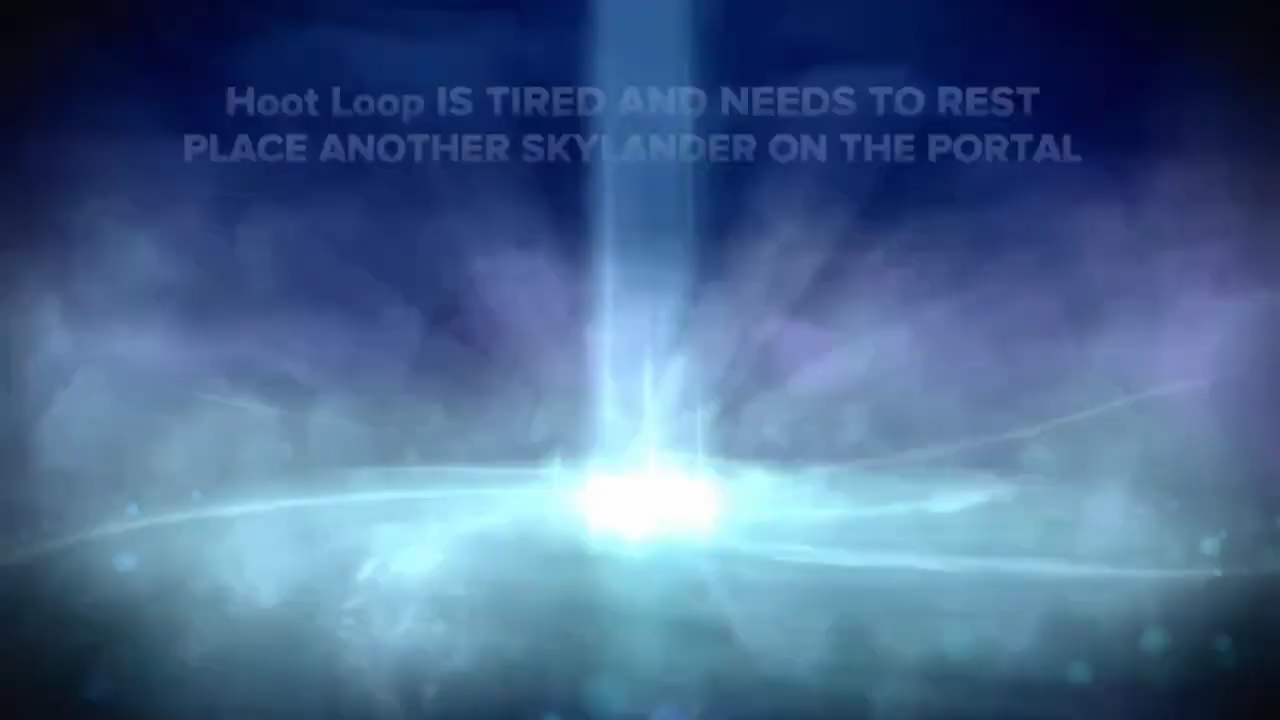 Hoot Loop IS TIRED AND NEEDS TO REST
PLACE ANOTHER SKYLANDER ON THE PORTAL